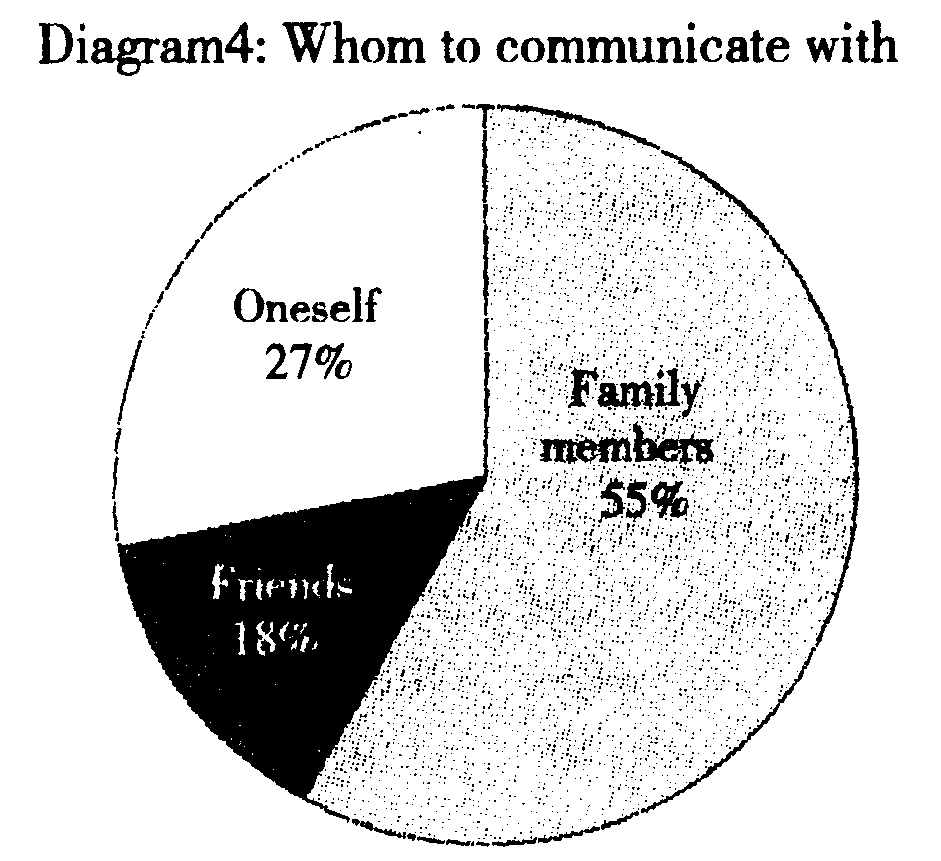 Diagram4: Whom to communicate with
Oneself
27%
Family
members
55%
Friends
18%